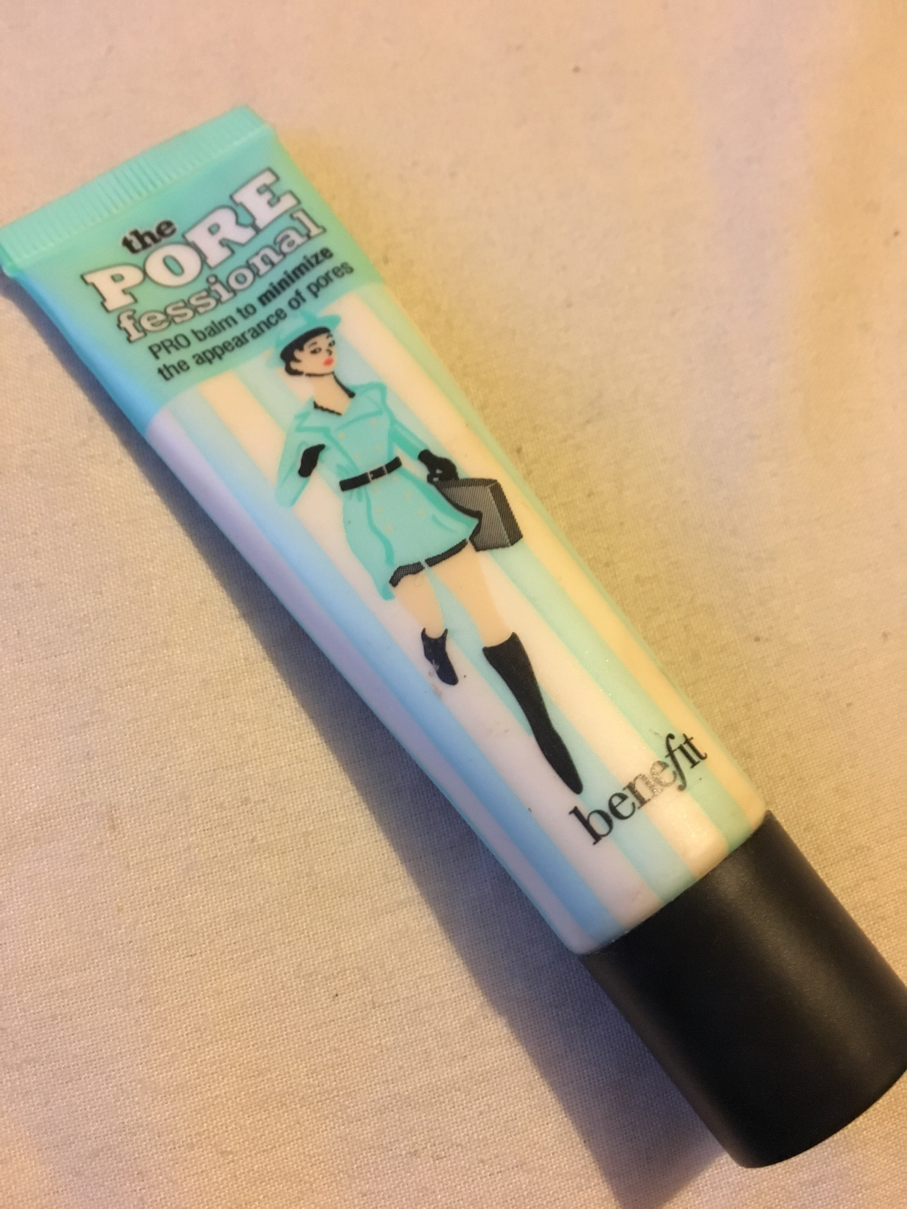 the
PORE
fessional
PRO balm to minimize
the appearance of pores
benefit